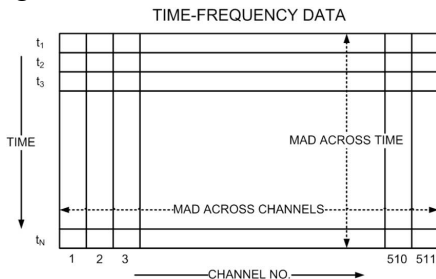 TIME-FREQUENCY DATA
t1
t2
t3
TIME
MAD ACROSS TIME
MAD ACROSS CHANNELS
tN
1 2 3 510 511
CHANNEL NO.